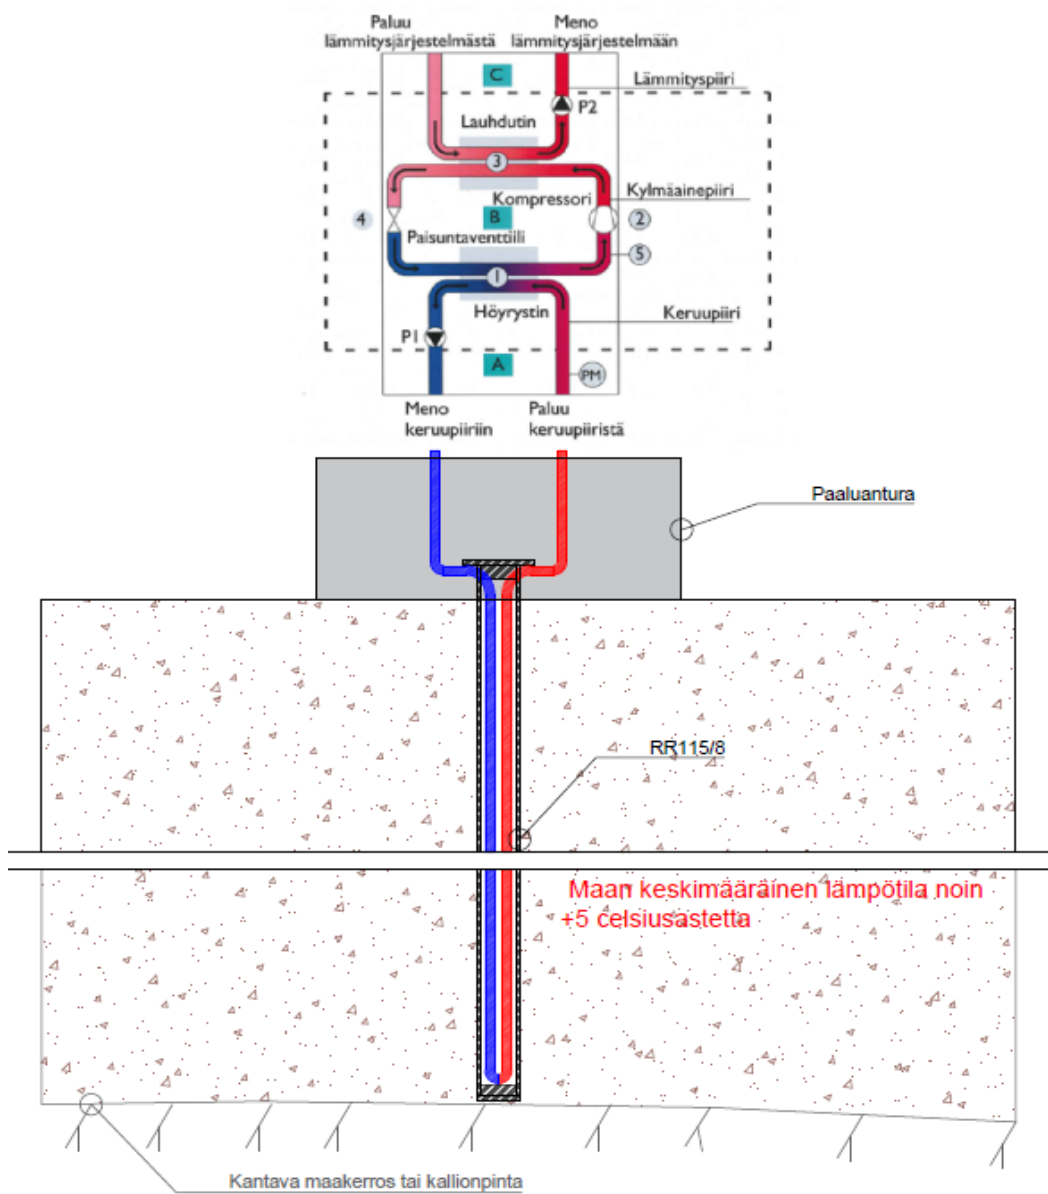 Paluu
lämmitysjärjestelmästä
Meno
lämmitysjärjestelmään
C
Lämmityspiiri
P2
Lauhdutin
3
Kompressori
Kylmäainepiiri
4
B
2
Paisuntaventtiili
5
1
Höyrystin
Keruupiiri
P1
A
PM
Meno
keruupiiriin
Paluu
keruupiiristä
Paaluantura
RR115/8
Maan keskimääräinen lämpötila noin
+5 celsiusastetta
Kantava maakerros tai kallionpinta